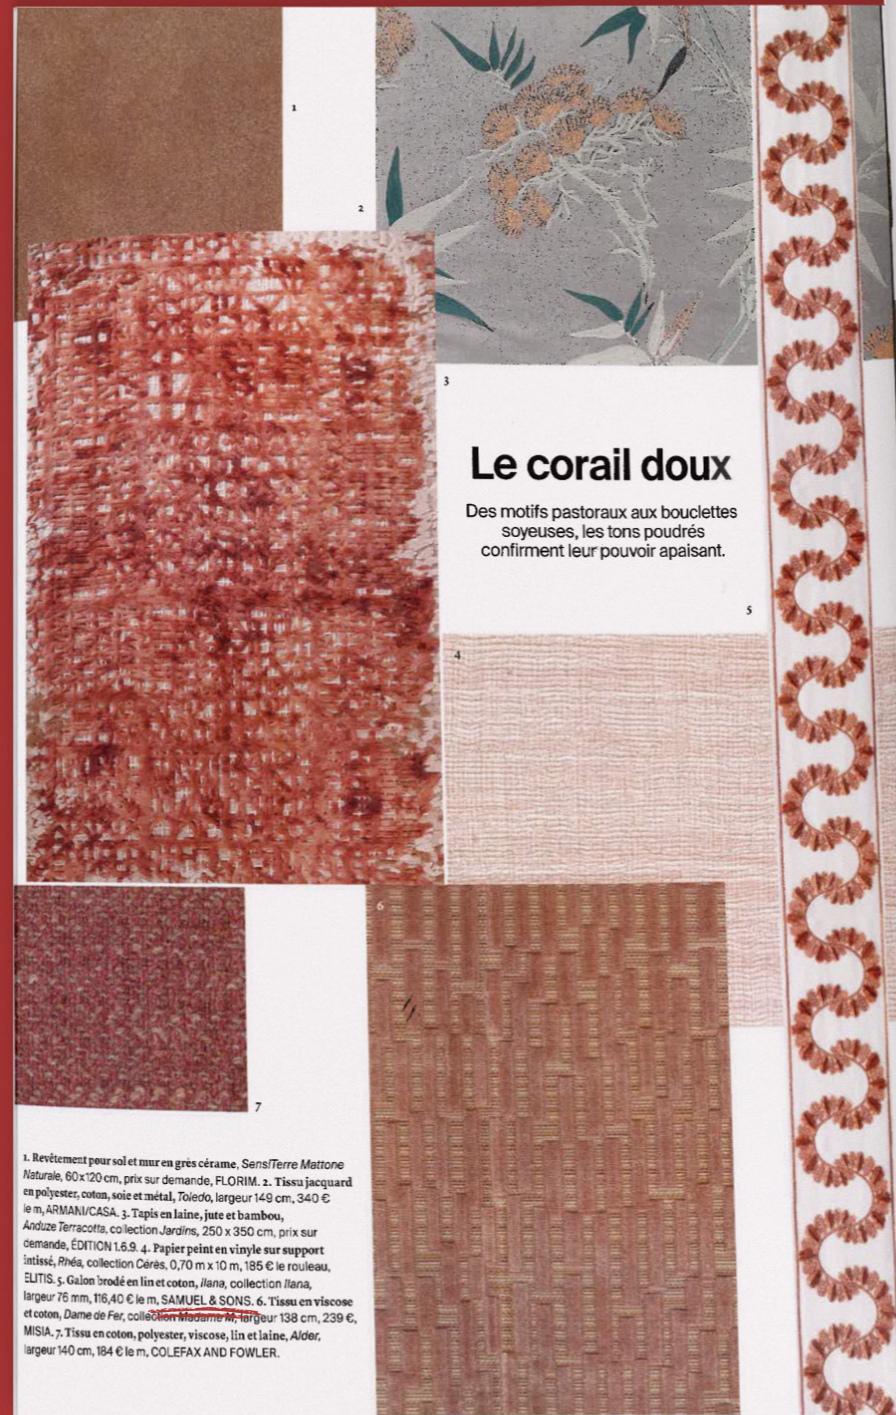 1
2
3
Le corail doux
Des motifs pastoraux aux bouclettes
soyeuses, les tons poudrés
confirment leur pouvoir apaisant.
5
4
6
7
1. Revêtement pour sol et mur en grès cérame, Sensi Terre Mattone
Naturale, 60x120 cm, prix sur demande, FLORIM. 2. Tissu jacquard
en polyester, coton, soie et métal, Toledo, largeur 149 cm, 340 €
le m, ARMANI/CASA. 3. Tapis en laine, jute et bambou,
Anduze Terracotta, collection Jardins, 250 x 350 cm, prix sur
demande, ÉDITION 1.6.9. 4. Papier peint en vinyle sur support
intissé, Rhéa, collection Cérès, 0,70 m x 10 m, 185 € le rouleau,
ELITIS. 5. Galon brodé en lin et coton, Ilana, collection Ilana,
largeur 76 mm, 116,40 € le m, SAMUEL & SONS. 6. Tissu en viscose
et coton, Dame de Fer, collection Madame M, largeur 138 cm, 239 €,
MISIA. 7. Tissu en coton, polyester, viscose, lin et laine, Alder,
largeur 140 cm, 184 € le m, COLEFAX AND FOWLER.